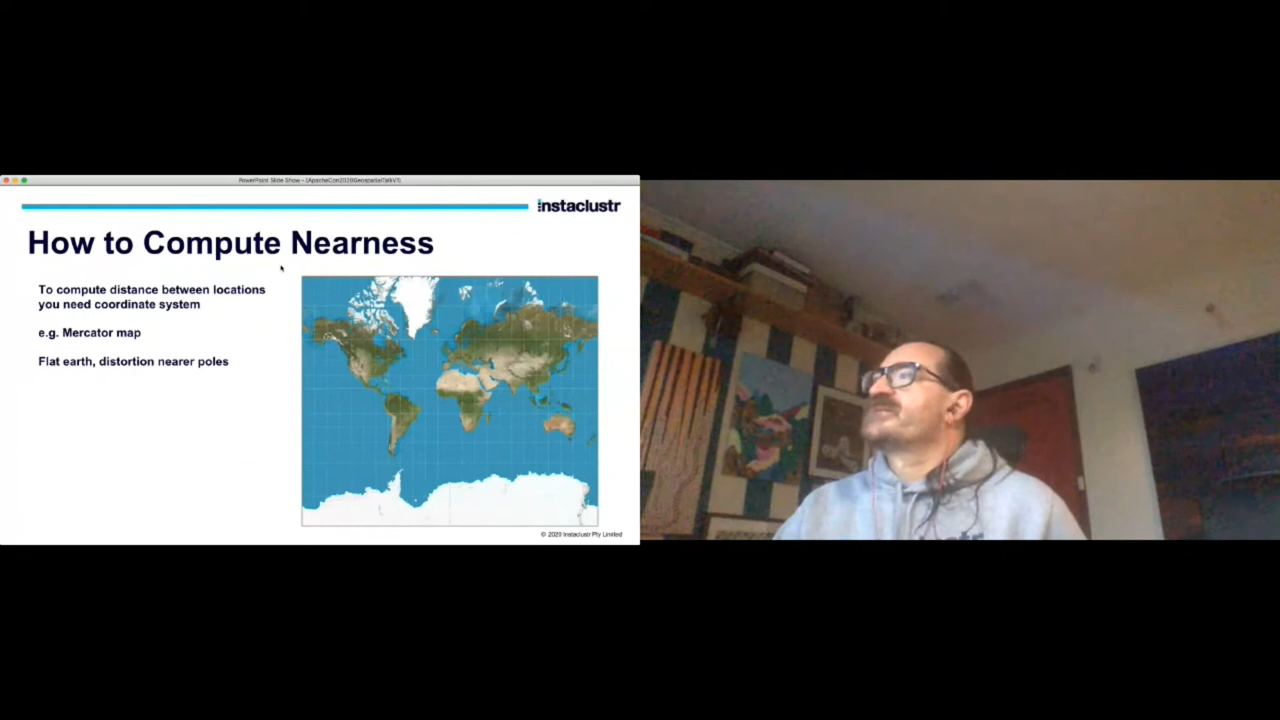 PowerPoint Slide Show - [ApacheCon2020GeospatialTalkV1]
instaclustr
How to Compute Nearness
To compute distance between locations
you need coordinate system
e.g. Mercator map
Flat earth, distortion nearer poles
© 2020 Instaclustr Pty Limited